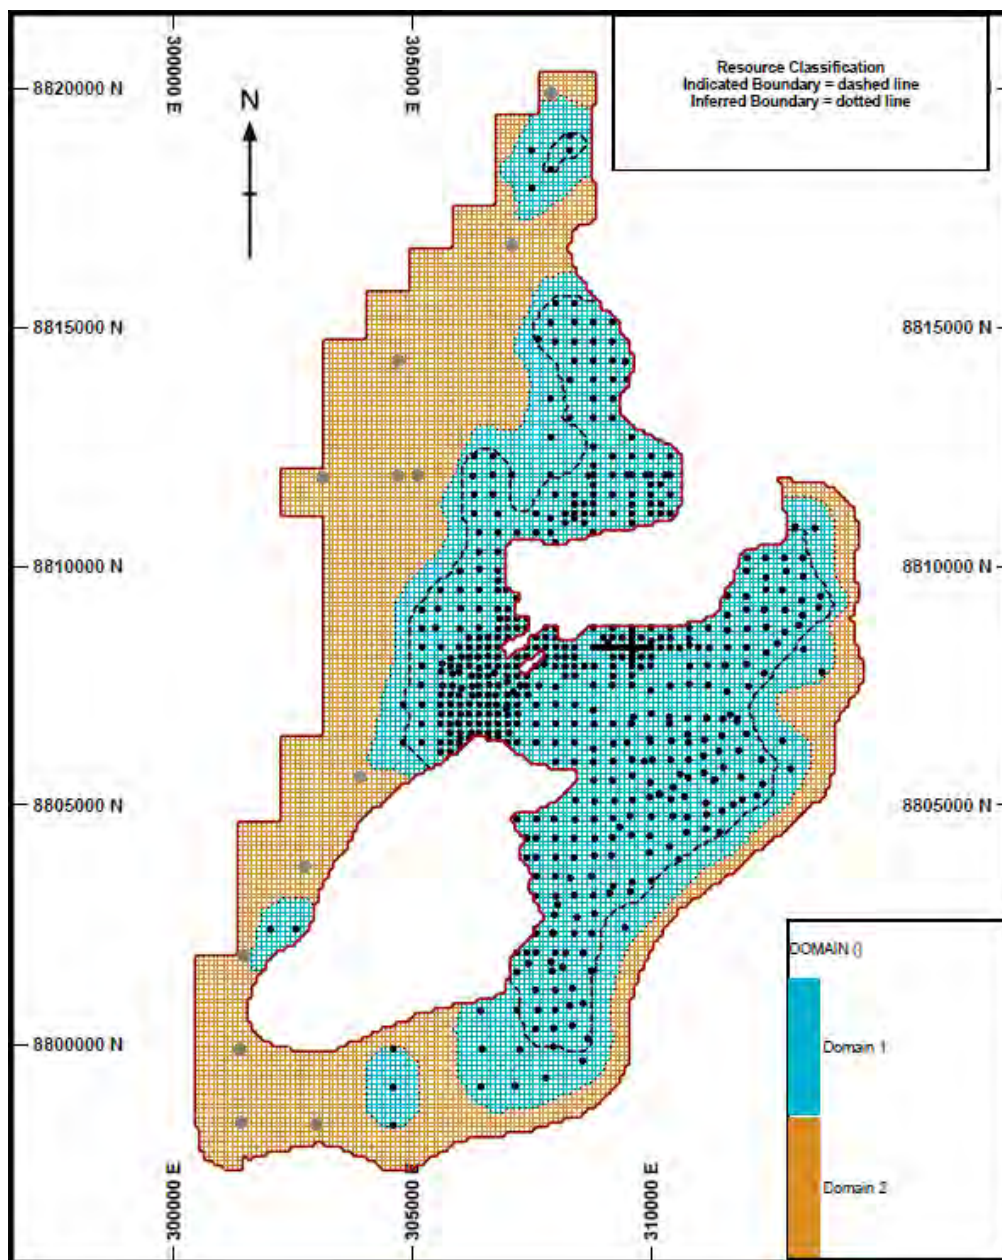 300000 E
305000 E
Resource Classification
Indicated Boundary = dashed line
Inferred Boundary = dotted line
8820000 N
N
8815000 N
8815000 N
8810000 N
8810000 N
8805000 N
8805000 N
DOMAIN ()
8800000 N
Domain 1
Domain 2
300000 E
305000 E
310000 E